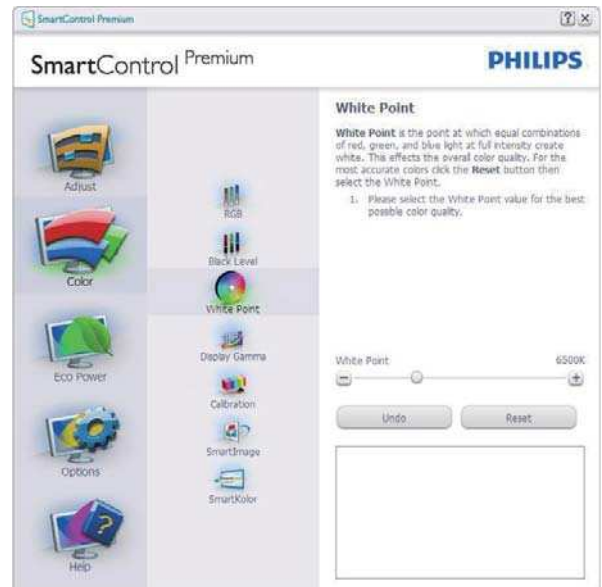 SmartControl Premium
SmartControl Premium
PHILIPS
Adjust
Color
Eco Power
Options
Help
RGB
Black Level
White Point
Display Gamma
Calibration
SmartImage
SmartKolor
White Point
White Point is the point at which equal combinations
of red, green, and blue light at full intensity create
white. This effects the overal color quality. For the
most accurate colors click the Reset button then
select the White Point.
1. Please select the White Point value for the best
possible color quality.
White Point 6500K
Undo Reset